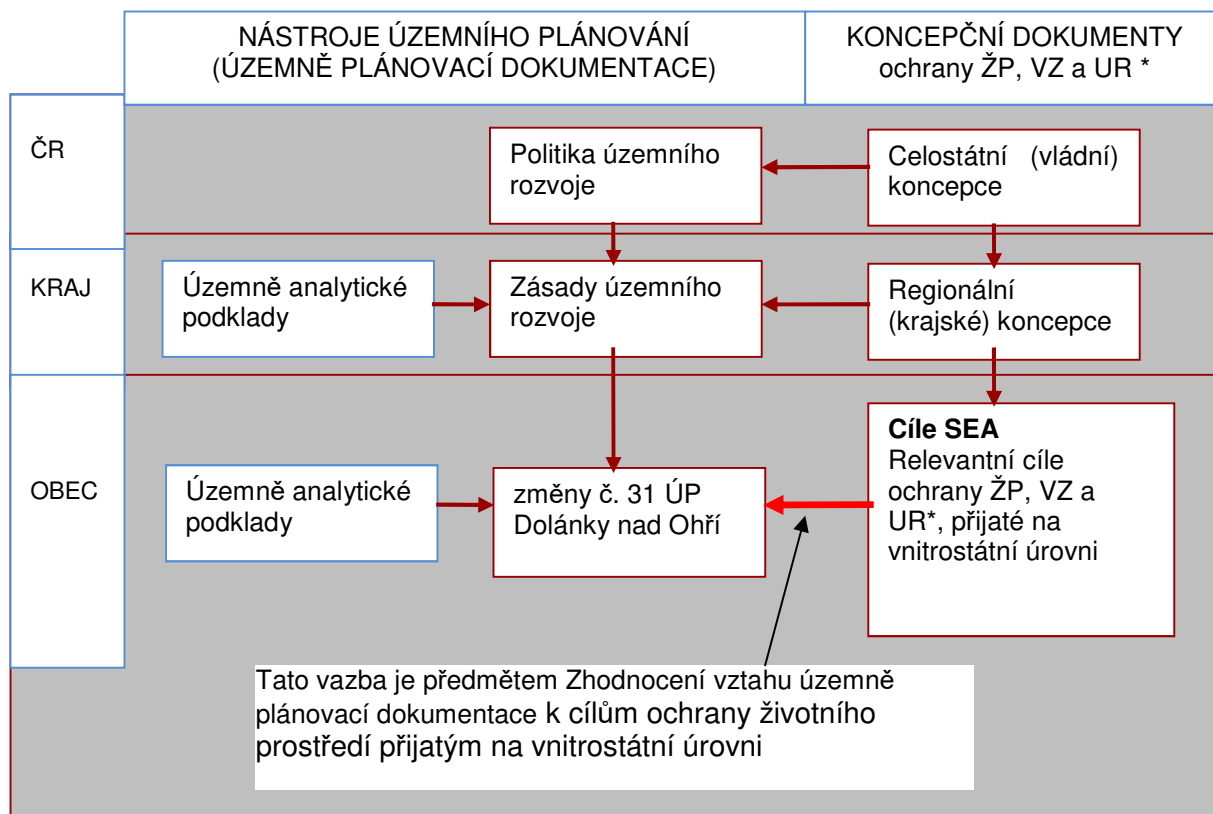 NÁSTROJE ÚZEMNÍHO PLÁNOVÁNÍ
(ÚZEMNĚ PLÁNOVACÍ DOKUMENTACE)
KONCEPČNÍ DOKUMENTY
ochrany ŽP, VZ a UR *
ČR
Politika územního
rozvoje
Celostátní (vládní)
koncepce
KRAJ
Územně analytické
podklady
Zásady územního
rozvoje
Regionální
(krajské) koncepce
OBEC
Územně analytické
podklady
změny č. 31 ÚP
Dolánky nad Ohří
Cíle SEA
Relevantní cíle
ochrany ŽP, VZ a
UR*, přijaté na
vnitrostátní úrovni
Tato vazba je předmětem Zhodnocení vztahu územně
plánovací dokumentace k cílům ochrany životního
prostředí přijatým na vnitrostátní úrovni